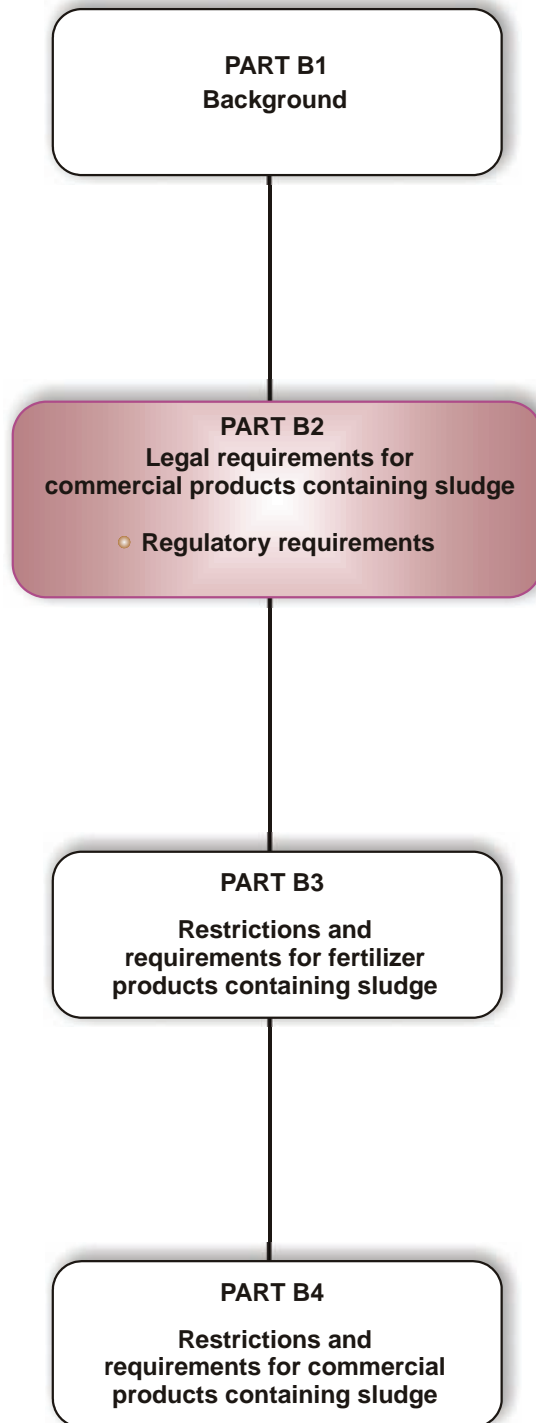 PART B1
Background
PART B2
Legal requirements for
commercial products containing sludge
Regulatory requirements
PART B3
Restrictions and
requirements for fertilizer
products containing sludge
PART B4
Restrictions and
requirements for commercial
products containing sludge